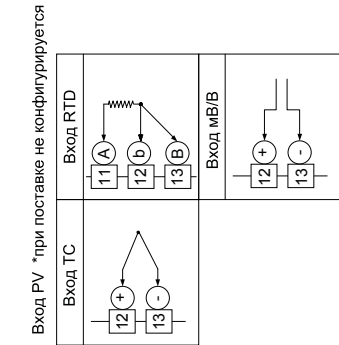 Вход PV *при поставке не конфигурируется
Вход TC
12 +
13 -
Вход RTD
11 A
12 b
13 B
Вход мВ/В
12 +
13 -